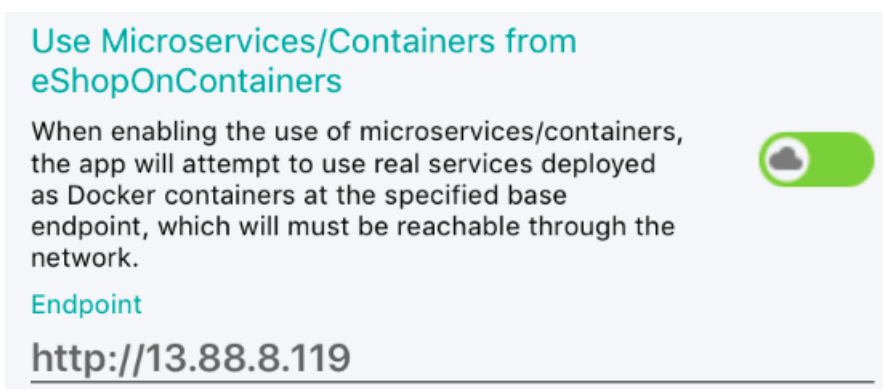 Use Microservices/Containers from
eShopOnContainers
When enabling the use of microservices/containers,
the app will attempt to use real services deployed
as Docker containers at the specified base
endpoint, which will must be reachable through the
network.
Endpoint
http://13.88.8.119